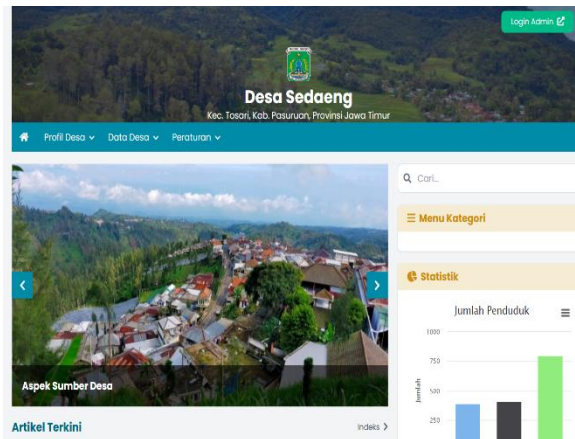 Login Admin
Desa Sedaeng
Kec. Tosari, Kab. Pasuruan, Provinsi Jawa Timur
Profil Desa
Data Desa
Peraturan
Cari...
Menu Kategori
Statistik
Jumlah Penduduk
1000
750
500
250
Jumlah
Aspek Sumber Desa
Artikel Terkini
Indeks